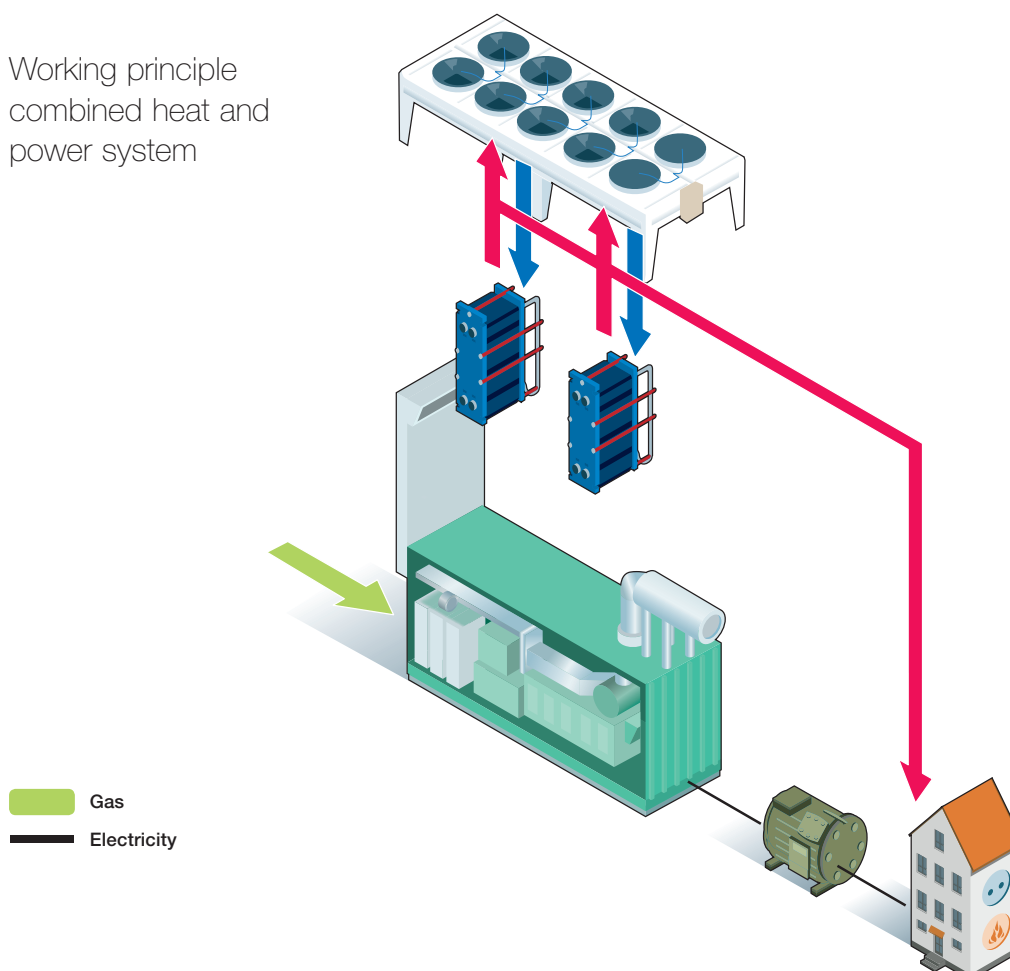 Working principle
combined heat and
power system
Gas
Electricity